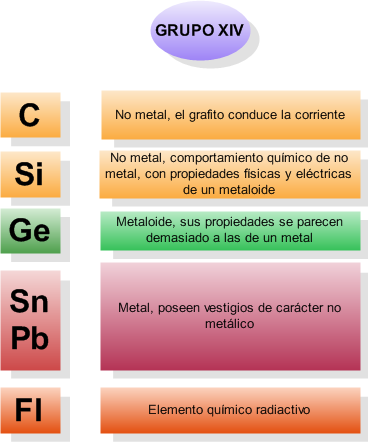 GRUPO XIV
C
No metal, el grafito conduce la corriente
Si
No metal, comportamiento químico de no
metal, con propiedades físicas y eléctricas
de un metaloide
Ge
Metaloide, sus propiedades se parecen
demasiado a las de un metal
Sn
Pb
Metal, poseen vestigios de carácter no
metálico
Fl
Elemento químico radiactivo